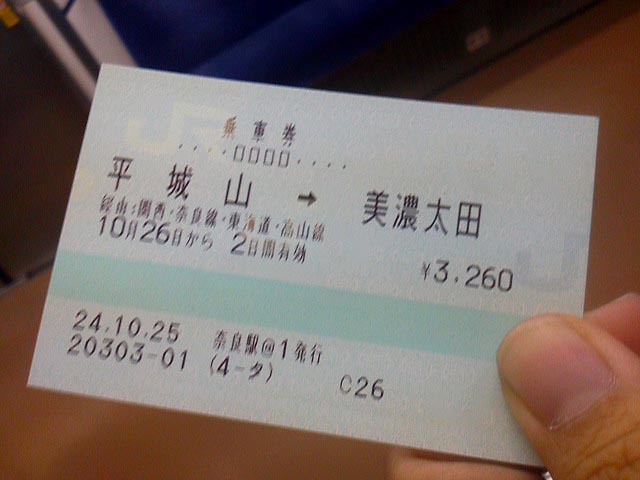 乗車券
....□□□□....
平城山 → 美濃太田
経由:関西・奈良線・東海道・高山線
10月26日から 2日間有効
¥3,260
24.10.25 奈良駅@1発行
20303-01 (4-タ) C26